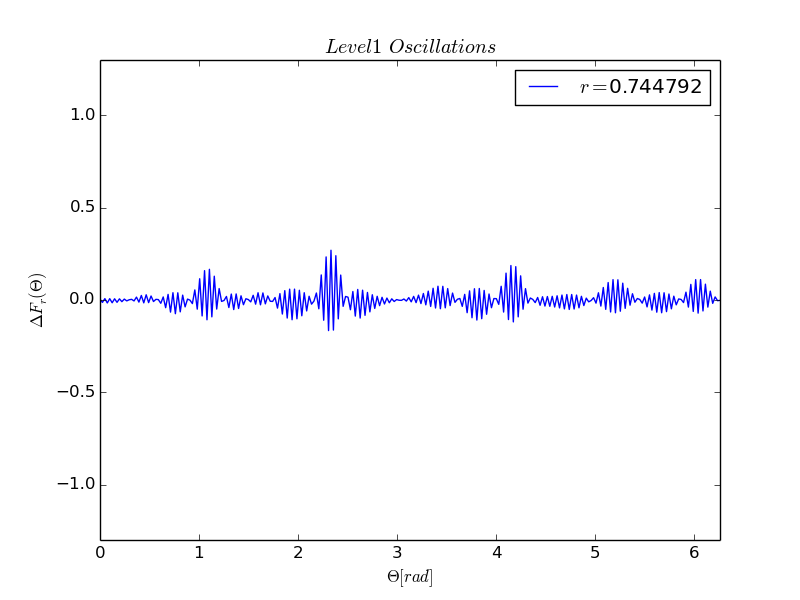 Level1 Oscillations
r=0.744792
1.0
0.5
0.0
−0.5
−1.0
ΔF_r(Θ)
0 1 2 3 4 5 6
Θ[rad]